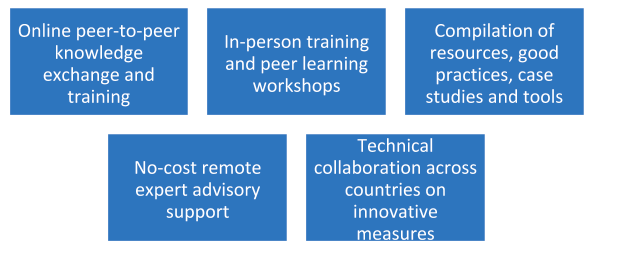 Online peer-to-peer
knowledge
exchange and
training
In-person training
and peer learning
workshops
Compilation of
resources, good
practices, case
studies and tools
No-cost remote
expert advisory
support
Technical
collaboration across
countries on
innovative
measures